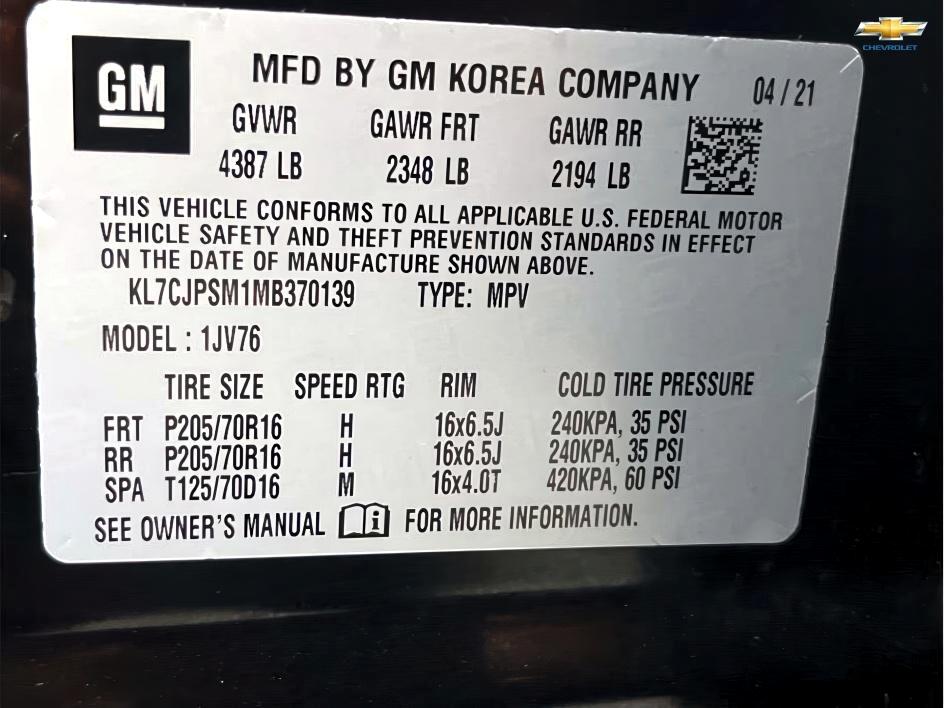 CHEVROLET
GM MFD BY GM KOREA COMPANY 04 / 21
GVWR GAWR FRT GAWR RR
4387 LB 2348 LB 2194 LB
THIS VEHICLE CONFORMS TO ALL APPLICABLE U.S. FEDERAL MOTOR
VEHICLE SAFETY AND THEFT PREVENTION STANDARDS IN EFFECT
ON THE DATE OF MANUFACTURE SHOWN ABOVE.
KL7CJPSM1MB370139 TYPE: MPV
MODEL : 1JV76
TIRE SIZE SPEED RTG RIM COLD TIRE PRESSURE
FRT P205/70R16 H 16x6.5J 240KPA, 35 PSI
RR P205/70R16 H 16x6.5J 240KPA, 35 PSI
SPA T125/70D16 M 16x4.0T 420KPA, 60 PSI
SEE OWNER'S MANUAL i FOR MORE INFORMATION.